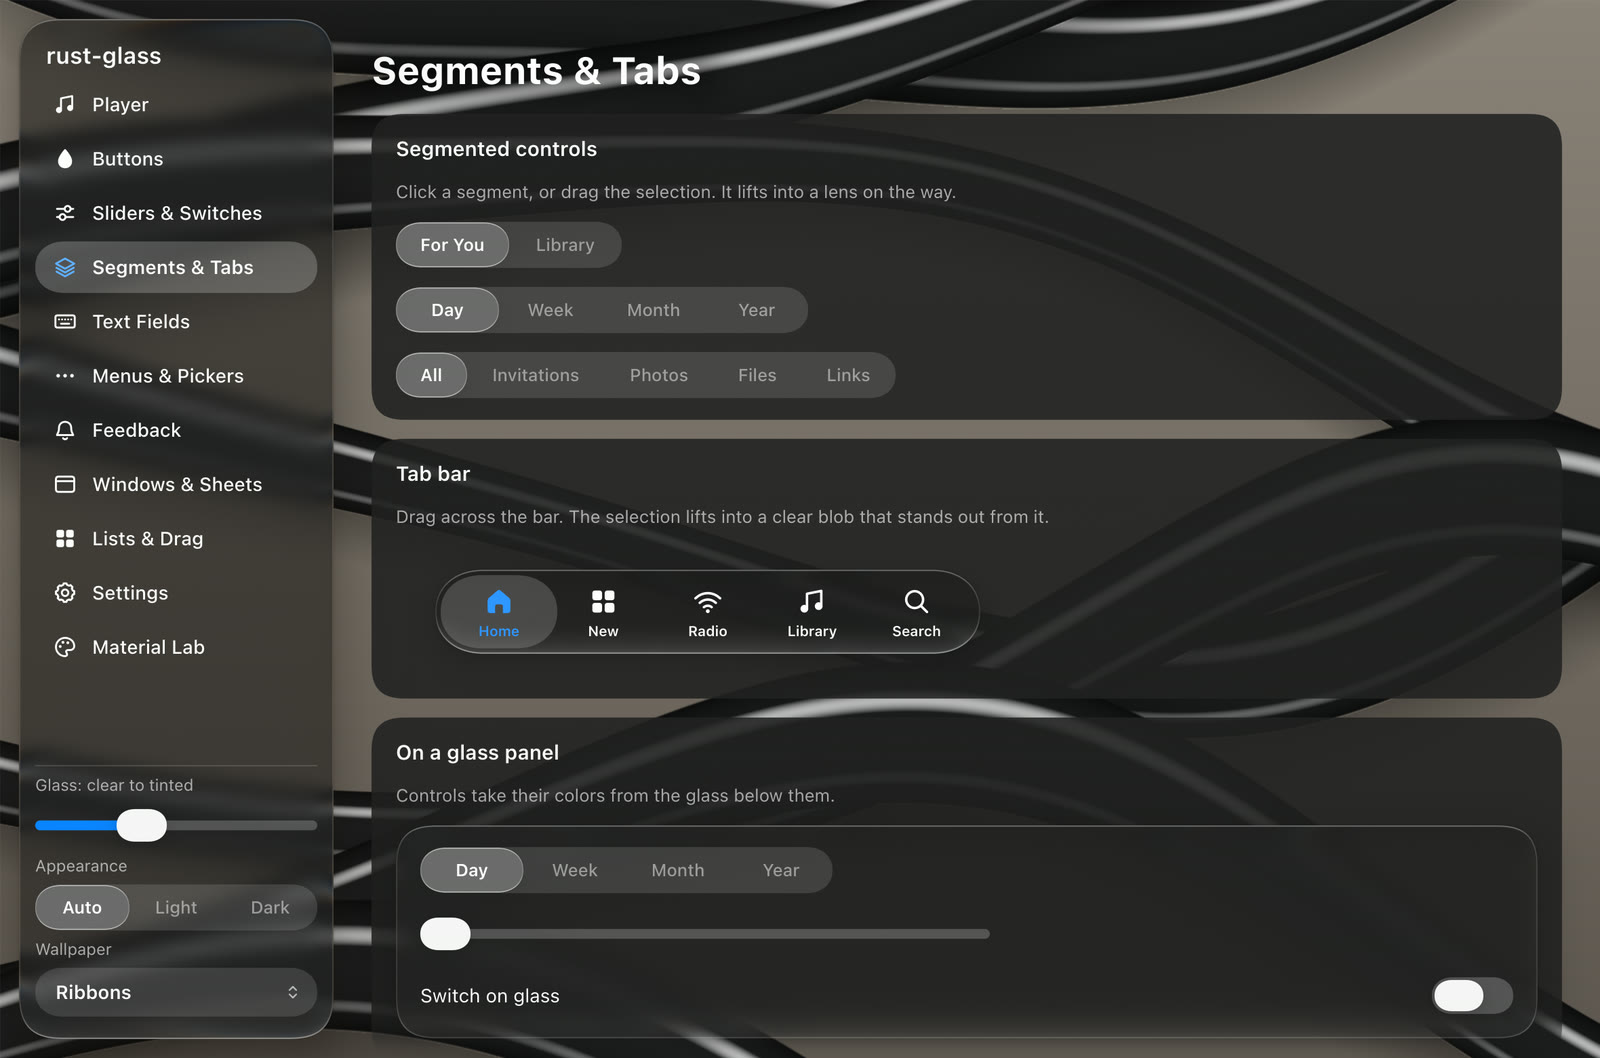 rust-glass
Player
Buttons
Sliders & Switches
Segments & Tabs
Text Fields
Menus & Pickers
Feedback
Windows & Sheets
Lists & Drag
Settings
Material Lab
Glass: clear to tinted
Appearance
Auto Light Dark
Wallpaper
Ribbons
Segments & Tabs
Segmented controls
Click a segment, or drag the selection. It lifts into a lens on the way.
For You Library
Day Week Month Year
All Invitations Photos Files Links
Tab bar
Drag across the bar. The selection lifts into a clear blob that stands out from it.
Home New Radio Library Search
On a glass panel
Controls take their colors from the glass below them.
Day Week Month Year
Switch on glass